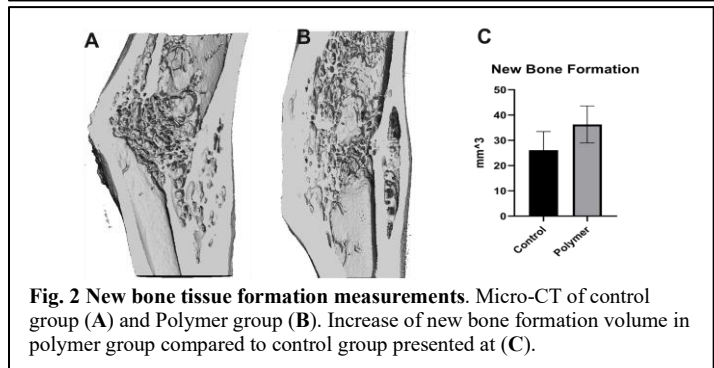 A
B
C
New Bone Formation
50
40
30
20
10
0
mm^3
Control
Polymer
Fig. 2 New bone tissue formation measurements. Micro-CT of control
group (A) and Polymer group (B). Increase of new bone formation volume in
polymer group compared to control group presented at (C).